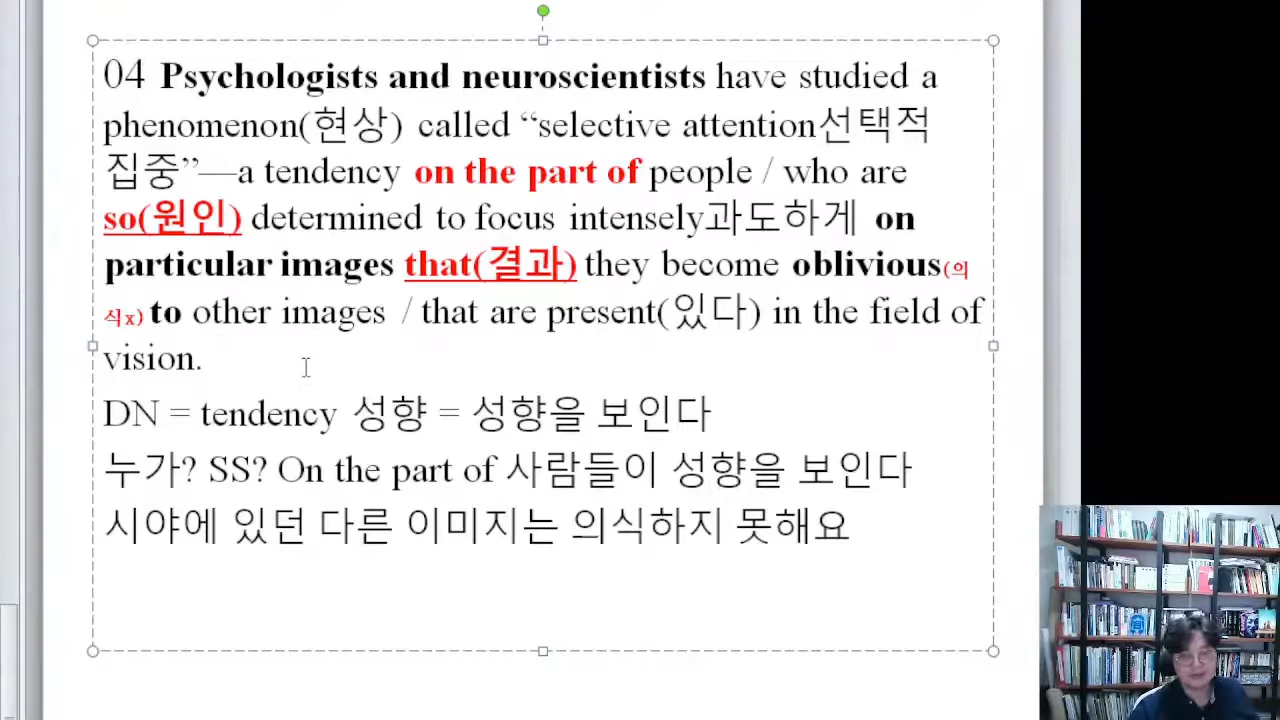 04 Psychologists and neuroscientists have studied a
phenomenon(현상) called “selective attention선택적
집중”—a tendency on the part of people / who are
so(원인) determined to focus intensely과도하게 on
particular images that(결과) they become oblivious(의
식x) to other images / that are present(있다) in the field of
vision.
DN = tendency 성향 = 성향을 보인다
누가? SS? On the part of 사람들이 성향을 보인다
시야에 있던 다른 이미지는 의식하지 못해요